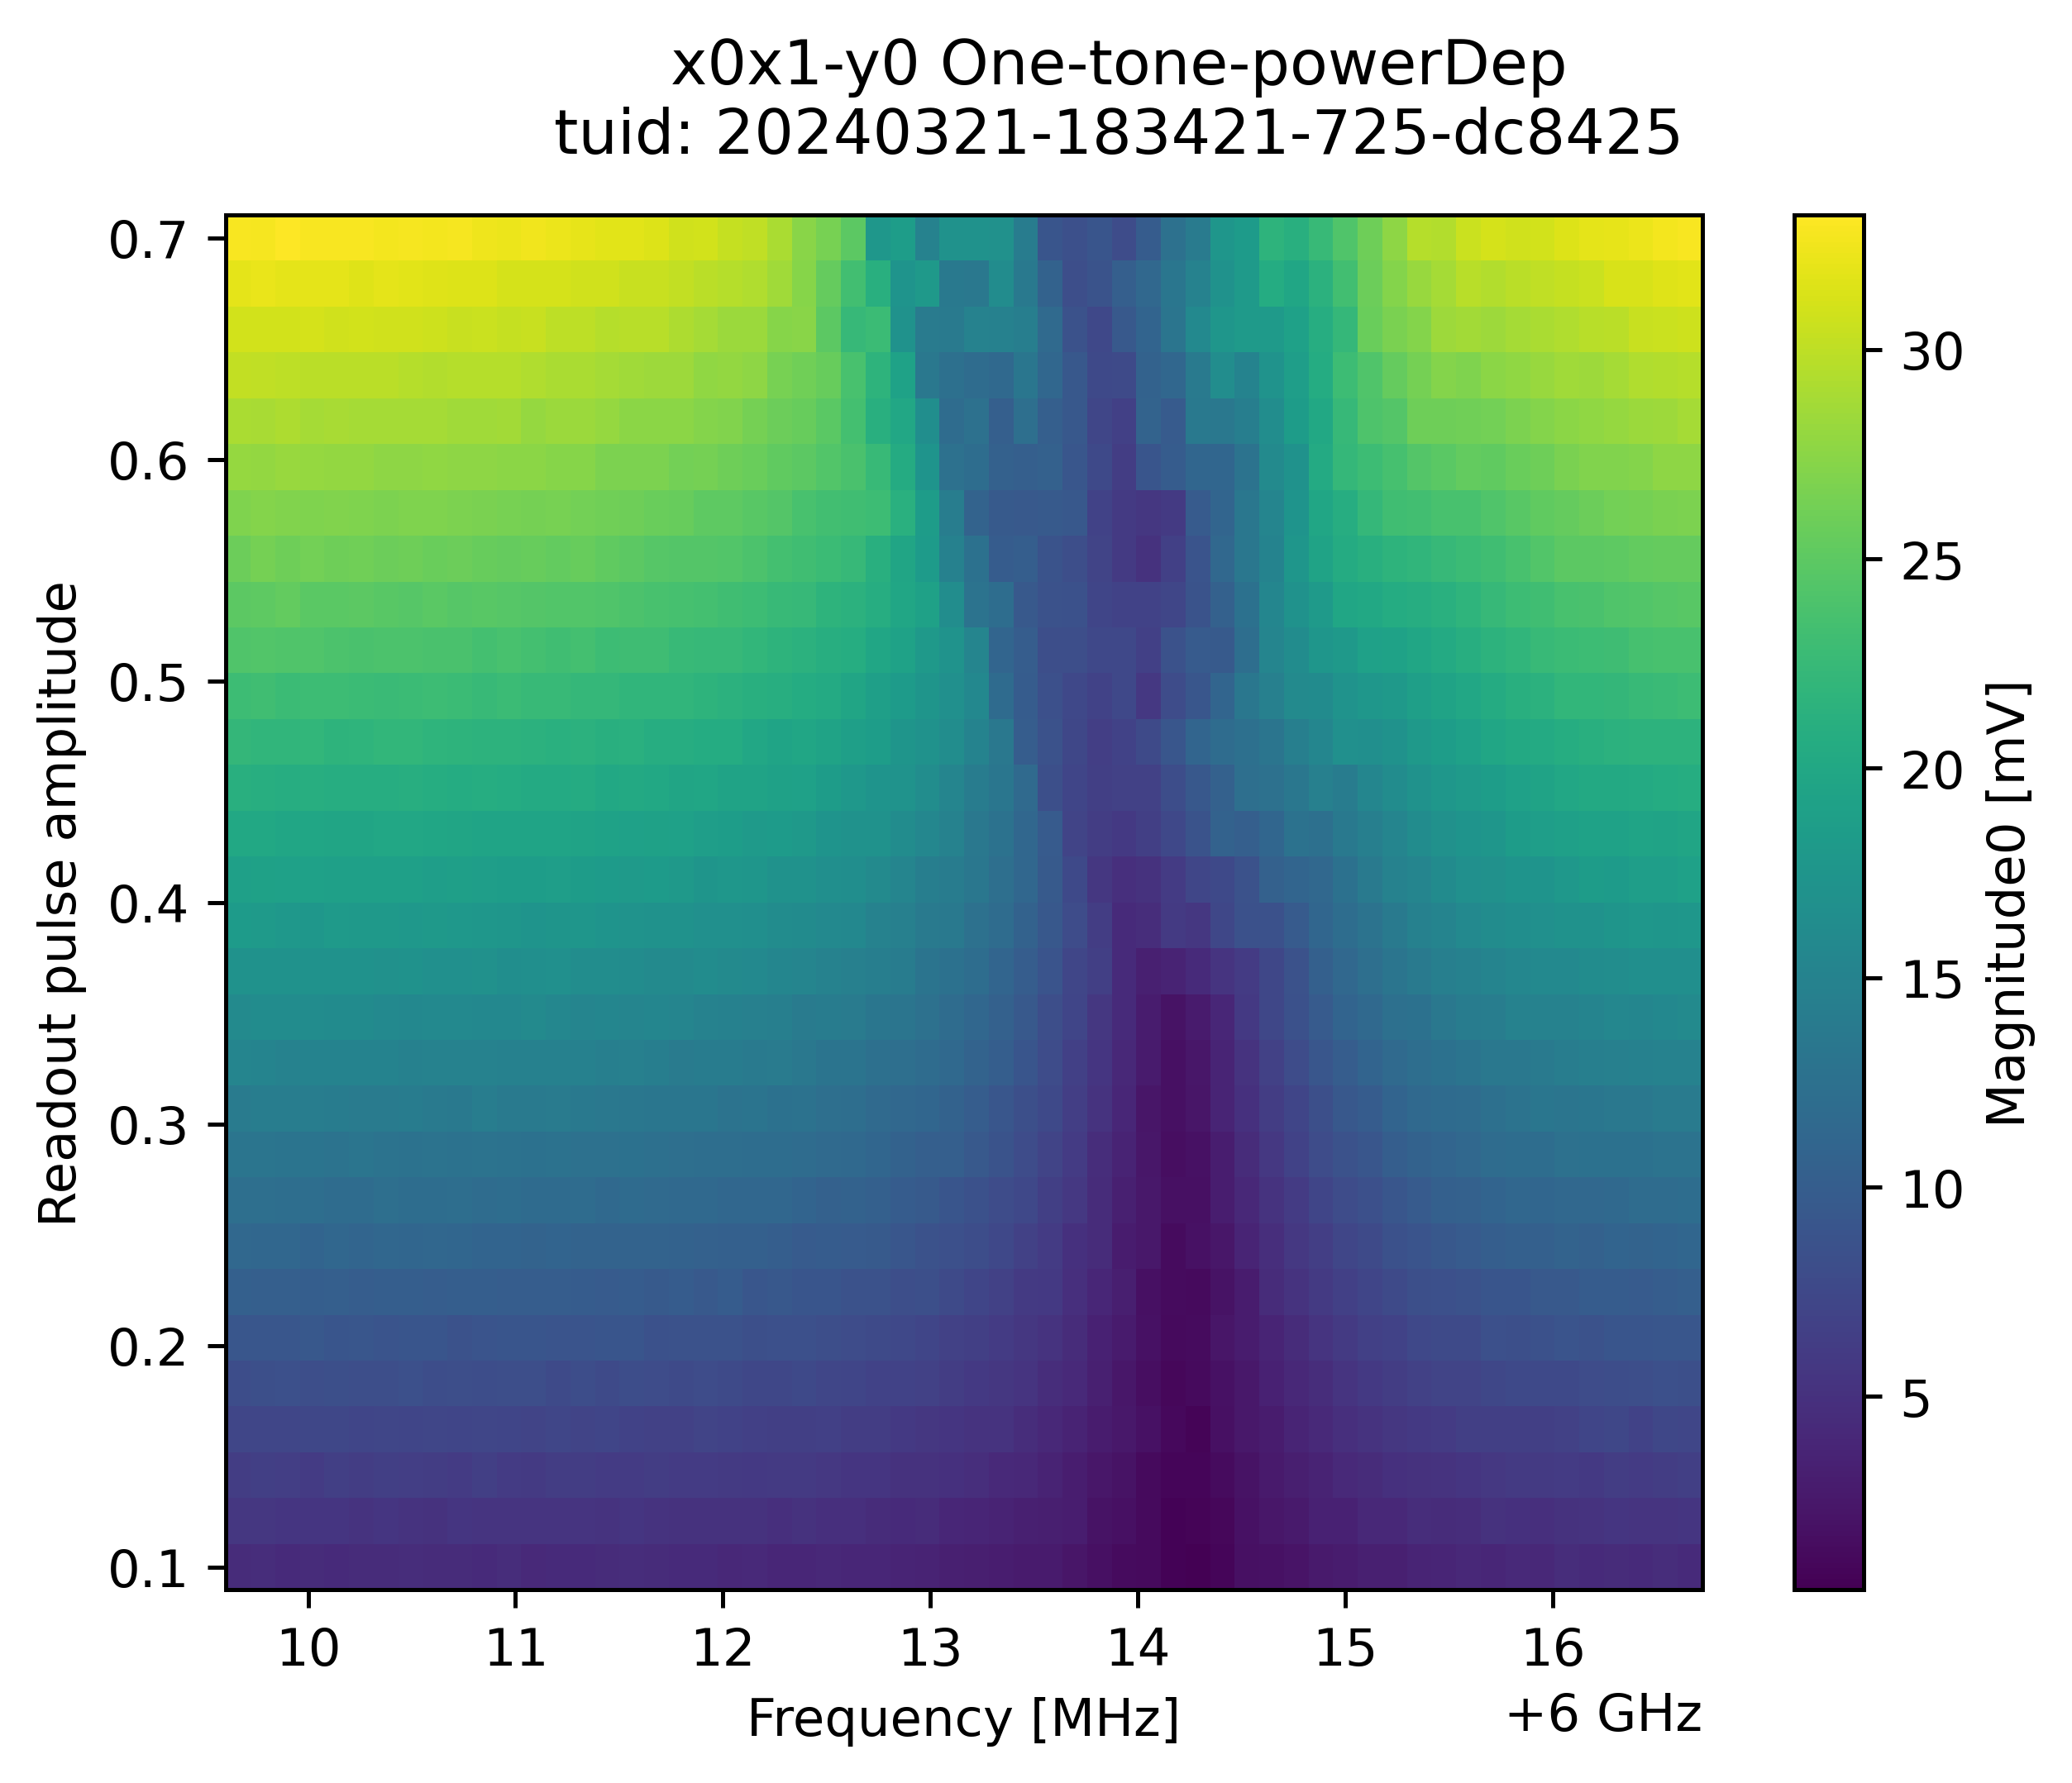 x0x1-y0 One-tone-powerDep
tuid: 20240321-183421-725-dc8425
Readout pulse amplitude
0.7
0.6
0.5
0.4
0.3
0.2
0.1
10 11 12 13 14 15 16
Frequency [MHz]
+6 GHz
30
25
20
15
10
5
Magnitude0 [mV]